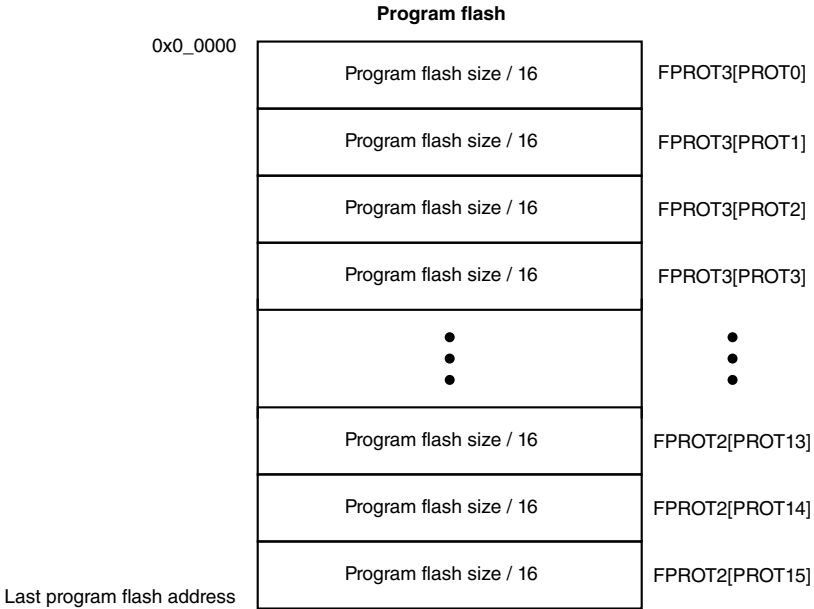 Program flash
0x0_0000
Program flash size / 16
FPROT3[PROT0]
Program flash size / 16
FPROT3[PROT1]
Program flash size / 16
FPROT3[PROT2]
Program flash size / 16
FPROT3[PROT3]
Program flash size / 16
FPROT2[PROT13]
Program flash size / 16
FPROT2[PROT14]
Program flash size / 16
FPROT2[PROT15]
Last program flash address